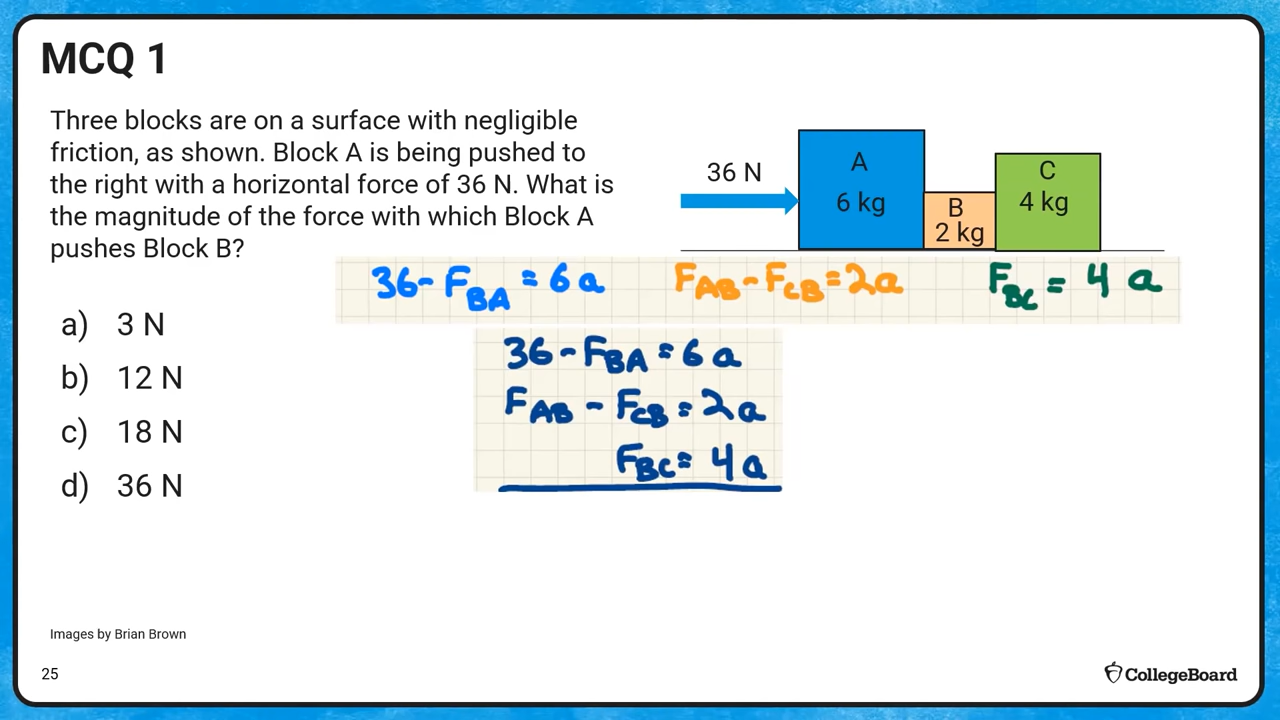 MCQ 1
Three blocks are on a surface with negligible
friction, as shown. Block A is being pushed to
the right with a horizontal force of 36 N. What is
the magnitude of the force with which Block A
pushes Block B?
36 N
A
6 kg
B
2 kg
C
4 kg
36 - F_BA = 6a
F_AB - F_CB = 2a
F_BC = 4a
36 - F_BA = 6a
F_AB - F_CB = 2a
F_BC = 4a
a) 3 N
b) 12 N
c) 18 N
d) 36 N
Images by Brian Brown
25
CollegeBoard